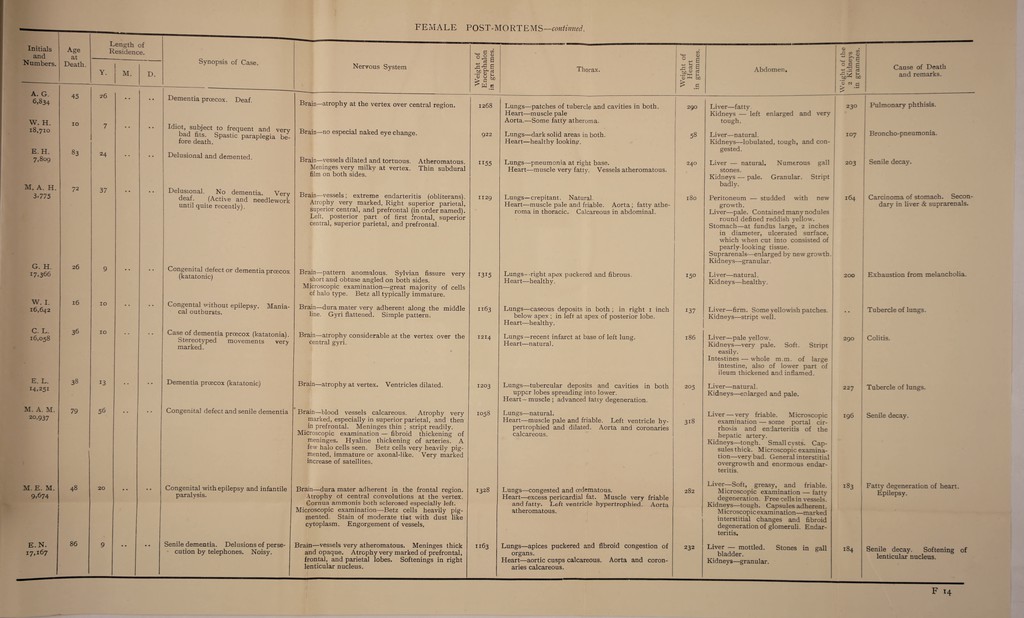 FEMALE POST-MORTEMS—continued.
Initials and Numbers. | Age at Death. | Length of Residence. Y. M. D. | Synopsis of Case. | Nervous System | Weight of Encephalon in grammes. | Thorax. | Weight of Heart in grammes. | Abdomen. | Weight of the 2 Kidneys in grammes. | Cause of Death and remarks.
A. G.
6,834
45
26
.. ..
Dementia præcox. Deaf.
Brain—atrophy at the vertex over central region.
1268
Lungs—patches of tubercle and cavities in both.
Heart—muscle pale
Aorta.—Some fatty atheroma.
290
Liver—fatty.
Kidneys — left enlarged and very
tough.
230
Pulmonary phthisis.
W. H.
18,710
10
7
.. ..
Idiot, subject to frequent and very
bad fits. Spastic paraplegia be-
fore death.
Brain—no especial naked eye change.
922
Lungs—dark solid areas in both.
Heart—healthy looking.
58
Liver—natural.
Kidneys—lobulated, tough, and con-
gested.
107
Broncho-pneumonia.
E. H.
7,809
83
24
.. ..
Delusional and demented.
Brain—vessels dilated and tortuous. Atheromatous.
Meninges very milky at vertex. Thin subdural
film on both sides.
1155
Lungs—pneumonia at right base.
Heart—muscle very fatty. Vessels atheromatous.
240
Liver — natural. Numerous gall
stones.
Kidneys — pale. Granular. Stript
badly.
203
Senile decay.
M. A. H.
3,775
72
37
.. ..
Delusional. No dementia. Very
deaf. (Active and needlework
until quite recently).
Brain—vessels: extreme endarteritis (obliterans).
Atrophy very marked, Right superior parietal,
superior central, and prefrontal (in order named).
Left, posterior part of first frontal, superior
central, superior parietal, and prefrontal.
1129
Lungs—crepitant. Natural.
Heart—muscle pale and friable. Aorta; fatty athe-
roma in thoracic. Calcareous in abdominal.
180
Peritoneum — studded with new
growth.
Liver—pale. Contained many nodules
round defined reddish yellow.
Stomach—at fundus large, 2 inches
in diameter, ulcerated surface,
which when cut into consisted of
pearly-looking tissue.
Suprarenals—enlarged by new growth.
Kidneys—granular.
164
Carcinoma of stomach. Secon-
dary in liver & suprarenals.
G. H.
17,366
26
9
.. ..
Congenital defect or dementia præcox
(katatonic)
Brain—pattern anomalous. Sylvian fissure very
short and obtuse angled on both sides.
Microscopic examination—great majority of cells
of halo type. Betz all typically immature.
1315
Lungs—right apex puckered and fibrous.
Heart—healthy.
150
Liver—natural.
Kidneys—healthy.
200
Exhaustion from melancholia.
W. I.
16,642
16
10
.. ..
Congental without epilepsy. Mania-
cal outbursts.
Brain—dura mater very adherent along the middle
line. Gyri flattened. Simple pattern.
1163
Lungs—caseous deposits in both; in right 1 inch
below apex; in left at apex of posterior lobe.
Heart—healthy.
137
Liver—firm. Some yellowish patches.
Kidneys—stript well.
..
Tubercle of lungs.
C. L.
16,058
36
10
.. ..
Case of dementia præcox (katatonia).
Stereotyped movements very
marked.
Brain—atrophy considerable at the vertex over the
central gyri.
1214
Lungs—recent infarct at base of left lung.
Heart—natural.
186
Liver—pale yellow.
Kidneys—very pale. Soft. Script
easily.
Intestines — whole m.m. of large
intestine, also of lower part of
ileum thickened and inflamed.
290
Colitis.
E. L.
14,251
38
13
.. ..
Dementia præcox (katatonic)
Brain—atrophy at vertex. Ventricles dilated.
1203
Lungs—tubercular deposits and cavities in both
upper lobes spreading into lower.
Heart—muscle; advanced fatty degeneration.
205
Liver—natural.
Kidneys—enlarged and pale.
227
Tubercle of lungs.
M. A. M.
20,937
79
56
.. ..
Congenital defect and senile dementia
Brain—blood vessels calcareous. Atrophy very
marked, especially in superior parietal, and then
in prefrontal. Meninges thin; stript readily.
Microscopic examination — fibroid thickening of
meninges. Hyaline thickening of arteries. A
few halo cells seen. Betz cells very heavily pig-
mented, immature or axonal-like. Very marked
increase of satellites.
1058
Lungs—natural.
Heart—muscle pale and friable. Left ventricle hy-
pertrophied and dilated. Aorta and coronaries
calcareous.
318
Liver — very friable. Microscopic
examination — some portal cir-
rhosis and endarteritis of the
hepatic artery.
Kidneys—tough. Small cysts. Cap-
sules thick. Microscopic examina-
tion—very bad. General interstitial
overgrowth and enormous endar-
teritis.
196
Senile decay.
M. E. M.
9,674
48
20
.. ..
Congenital with epilepsy and infantile
paralysis.
Brain—dura mater adherent in the frontal region.
Atrophy of central convolutions at the vertex.
Cornua ammonis both sclerosed especially left.
Microscopic examination—Betz cells heavily pig-
mented. Stain of moderate tint with dust like
cytoplasm. Engorgement of vessels.
1328
Lungs—congested and œdematous.
Heart—excess pericardial fat. Muscle very friable
and fatty. Left ventricle hypertrophied. Aorta
atheromatous.
282
Liver—Soft, greasy, and friable.
Microscopic examination — fatty
degeneration. Free cells in vessels.
Kidneys—tough. Capsules adherent.
Microscopic examination—marked
interstitial changes and fibroid
degeneration of glomeruli. Endar-
teritis.
183
Fatty degeneration of heart.
Epilepsy.
E. N.
17,167
86
9
.. ..
Senile dementia. Delusions of perse-
cution by telephones. Noisy.
Brain—vessels very atheromatous. Meninges thick
and opaque. Atrophy very marked of prefrontal,
frontal, and parietal lobes. Softenings in right
lenticular nucleus.
1163
Lungs—apices puckered and fibroid congestion of
organs.
Heart—aortic cusps calcareous. Aorta and coron-
aries calcareous.
232
Liver — mottled. Stones in gall
bladder.
Kidneys—granular.
184
Senile decay. Softening of
lenticular nucleus.
F 14